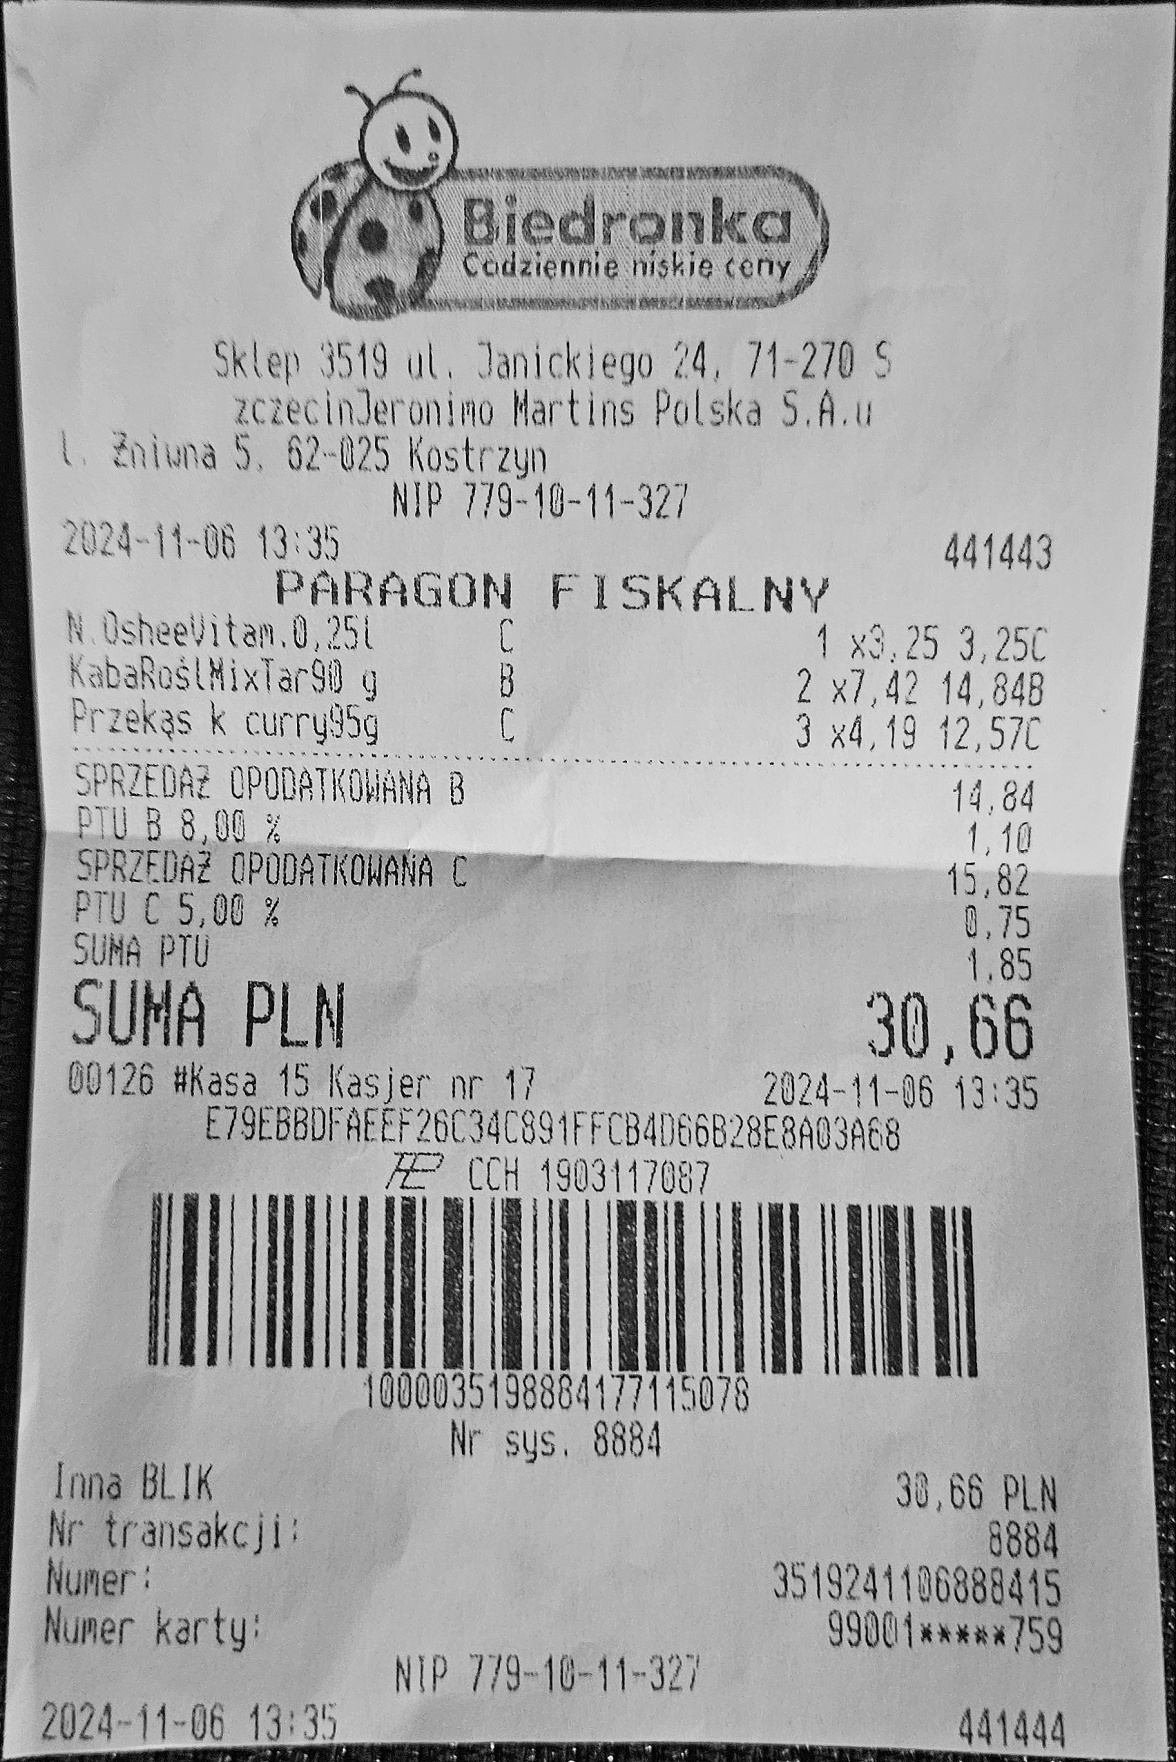 Biedronka
Codziennie niskie ceny
Sklep 3519 ul. Janickiego 24, 71-270 S
zczecinJeronimo Martins Polska S.A.u
l. Żniwna 5, 62-025 Kostrzyn
NIP 779-10-11-327
2024-11-06 13:35 441443
PARAGON FISKALNY
N.OsheeVitam.0,25l C 1 x3,25 3,25C
KabaRoślMixTar90 g B 2 x7,42 14,84B
Przekąs k curry95g C 3 x4,19 12,57C
SPRZEDAŻ OPODATKOWANA B 14,84
PTU B 8,00 % 1,10
SPRZEDAŻ OPODATKOWANA C 15,82
PTU C 5,00 % 0,75
SUMA PTU 1,85
SUMA PLN 30,66
00126 #Kasa 15 Kasjer nr 17 2024-11-06 13:35
E79EBBDFAEEF26C34C891FFCB4D66B28E8A03A68
CCH 1903117087
1000035198884177115078
Nr sys. 8884
Inna BLIK 30,66 PLN
Nr transakcji: 8884
Numer: 3519241106888415
Numer karty: 99001*****759
NIP 779-10-11-327
2024-11-06 13:35 441444